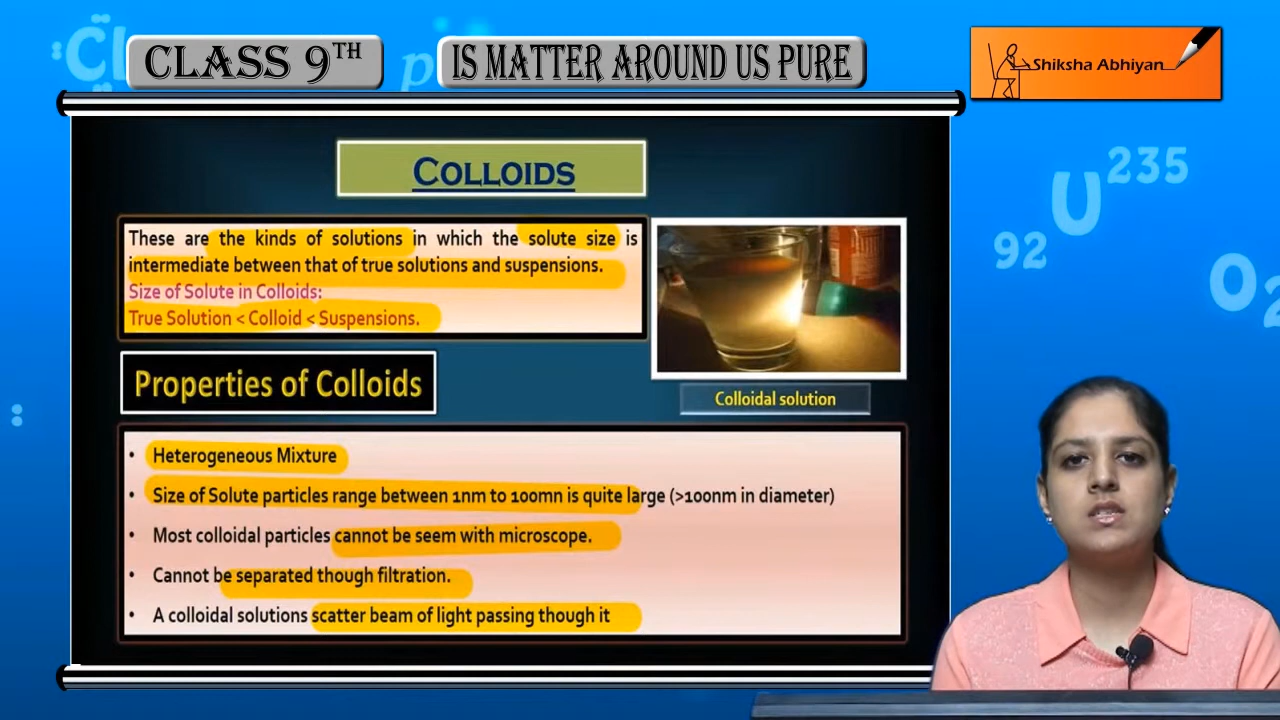 CLASS 9TH
IS MATTER AROUND US PURE
Shiksha Abhiyan
COLLOIDS
These are the kinds of solutions in which the solute size is
intermediate between that of true solutions and suspensions.
Size of Solute in Colloids:
True Solution < Colloid < Suspensions.
Properties of Colloids
Colloidal solution
• Heterogeneous Mixture
• Size of Solute particles range between 1nm to 100mn is quite large (>100nm in diameter)
• Most colloidal particles cannot be seem with microscope.
• Cannot be separated though filtration.
• A colloidal solutions scatter beam of light passing though it
:Cl
p
92U235
O2